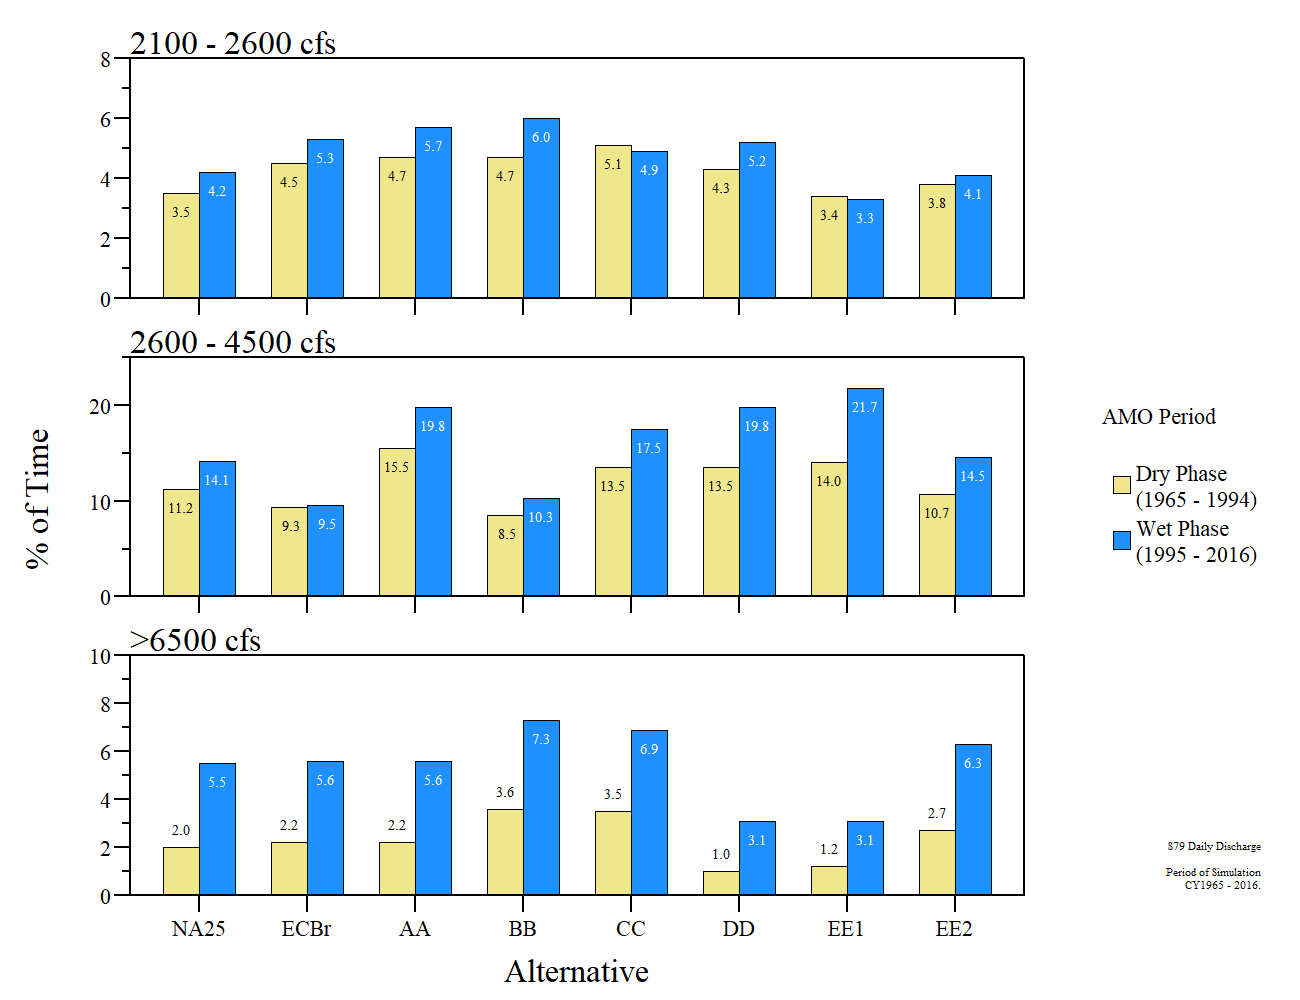 2100 - 2600 cfs
8
6
4
2
0
3.5 4.2 4.5 5.3 4.7 5.7 4.7 6.0 5.1 4.9 4.3 5.2 3.4 3.3 3.8 4.1
2600 - 4500 cfs
20
10
0
11.2 14.1 9.3 9.5 15.5 19.8 8.5 10.3 13.5 17.5 13.5 19.8 14.0 21.7 10.7 14.5
>6500 cfs
10
8
6
4
2
0
2.0 5.5 2.2 5.6 2.2 5.6 3.6 7.3 3.5 6.9 1.0 3.1 1.2 3.1 2.7 6.3
NA25 ECBr AA BB CC DD EE1 EE2
Alternative
% of Time
AMO Period
Dry Phase
(1965 - 1994)
Wet Phase
(1995 - 2016)
S79 Daily Discharge
Period of Simulation
CY1965 - 2016.